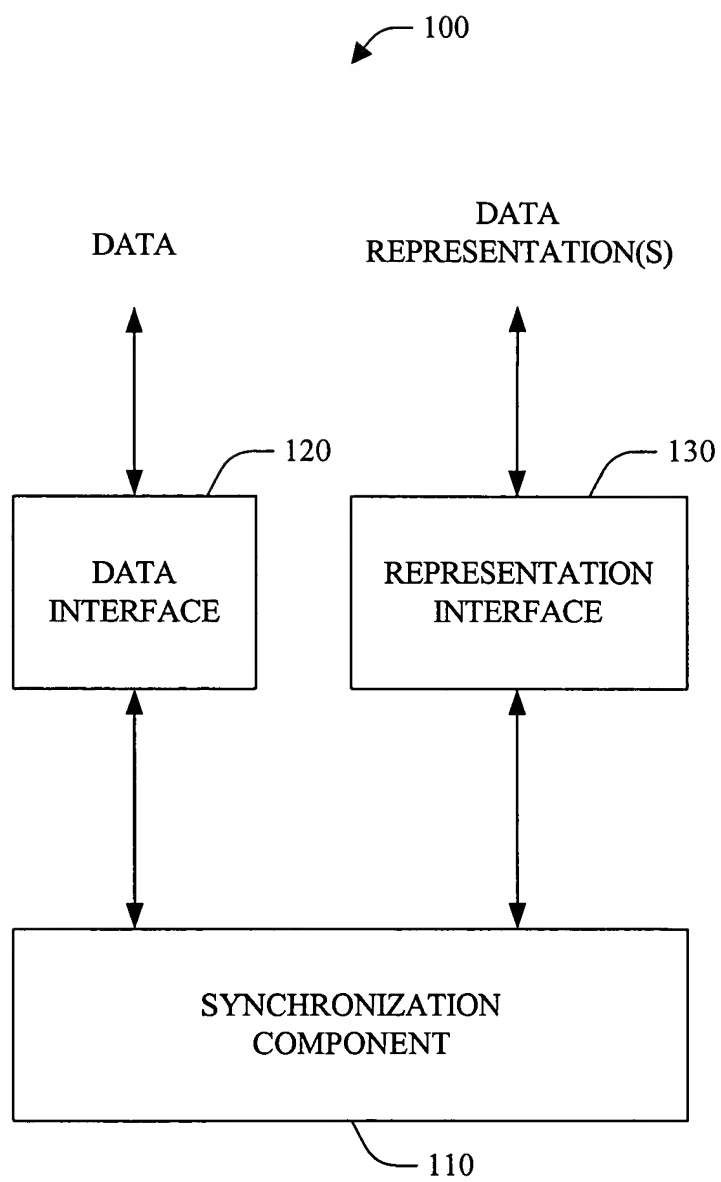 100
DATA
DATA
REPRESENTATION(S)
120
130
DATA
INTERFACE
REPRESENTATION
INTERFACE
SYNCHRONIZATION
COMPONENT
110